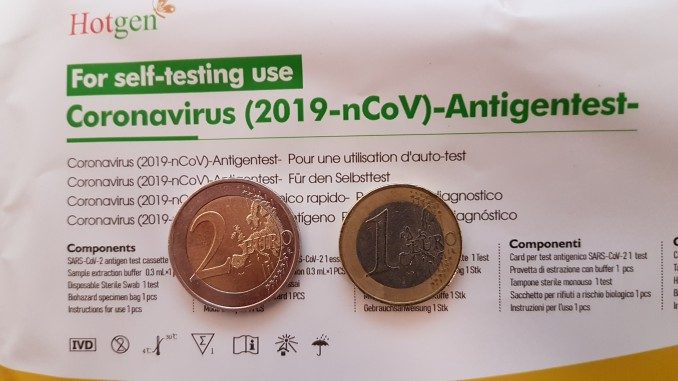 Hotgen
For self-testing use
Coronavirus (2019-nCoV)-Antigentest-
Coronavirus (2019-nCoV)-Antigentest- Pour une utilisation d'auto-test
Coronavirus (2019-nCoV)-Antigentest- Für den Selbsttest
Coronavirus (2019-nCo rapido- P diagnostico
Coronavirus (2019- diagnóstico
2 EURO
1 EURO
Components
SARS-CoV-2 antigen test cassette
Sample extraction buffer 0.3 mL×1
Disposable Sterile Swab 1 test
Biohazard specimen bag 1 pcs
Instructions for use 1 pcs
Gebrauchsanweisung 1 Stk
Componenti
Card per test antigenico SARS-CoV-2 1 test
Provetta di estrazione con buffer 1 pcs
Tampone sterile monouso 1 test
Sacchetto per rifiuti a rischio biologico 1 pcs
Instruzioni per l'uso 1 pcs
IVD